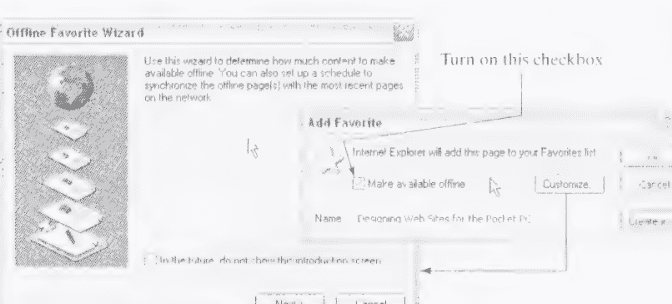 Offline Favorite Wizard
Use this wizard to determine how much content to make
available offline. You can also set up a schedule to
synchronize the offline page(s) with the most recent pages
on the network.
In the future, do not show this introduction screen
Cancel
Turn on this checkbox
Add Favorite
Internet Explorer will add this page to your Favorites list
Make available offline
Customize...
Cancel
Name: Designing Web Sites for the Pocket PC